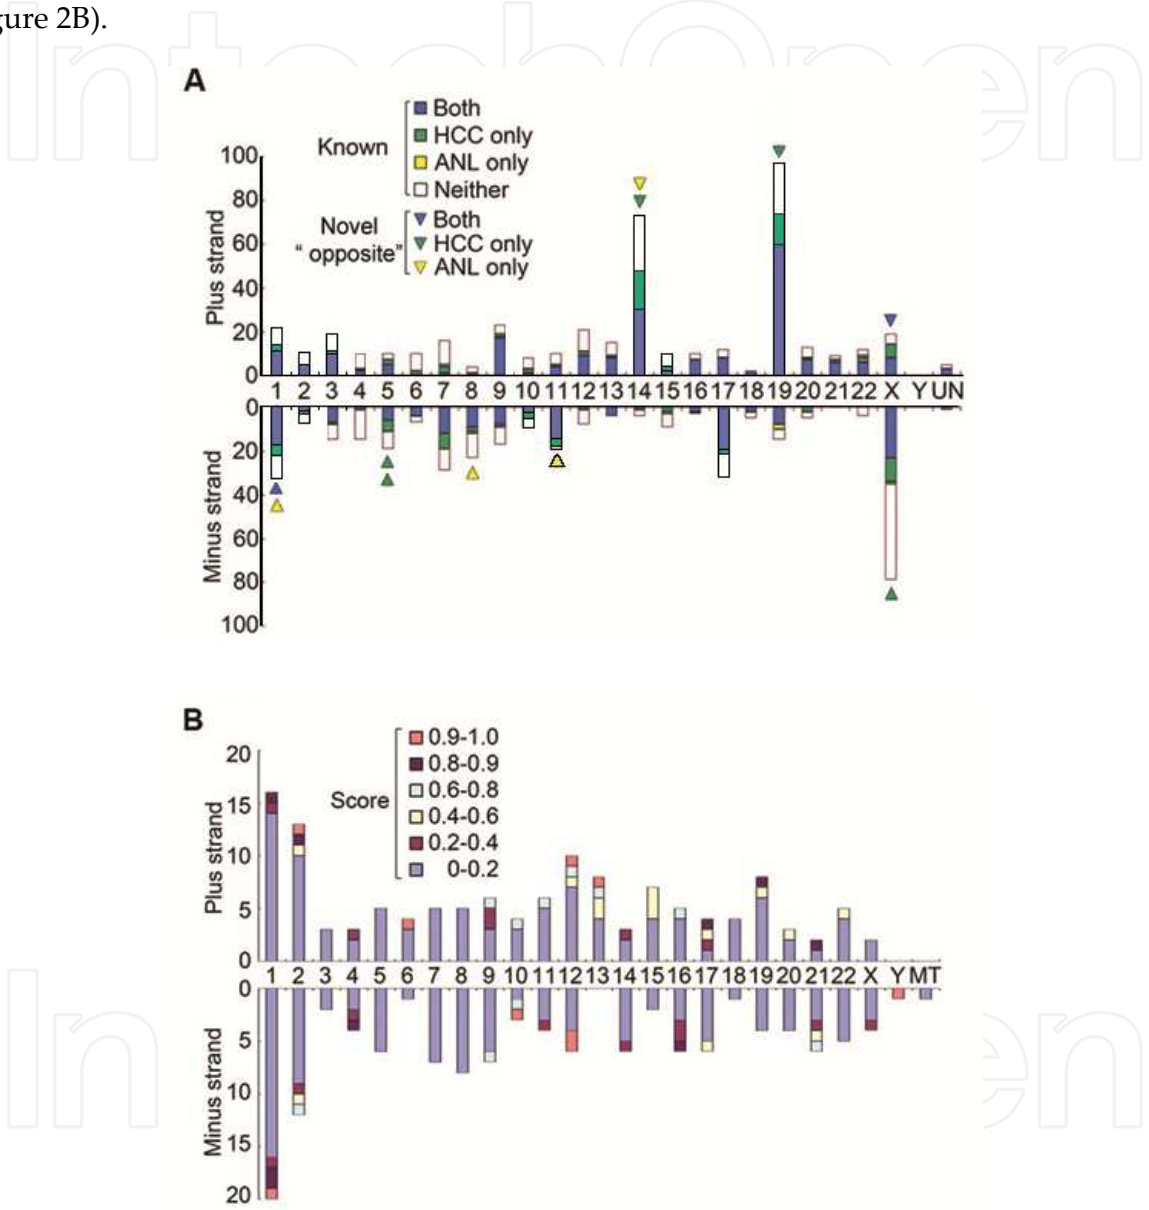 gure 2B).
A
Known
Both
HCC only
ANL only
Neither
Novel
“ opposite”
Both
HCC only
ANL only
Plus strand
100
80
60
40
20
0
1 2 3 4 5 6 7 8 9 10 11 12 13 14 15 16 17 18 19 20 21 22 X Y UN
Minus strand
0
20
40
60
80
100
B
Score
0.9-1.0
0.8-0.9
0.6-0.8
0.4-0.6
0.2-0.4
0-0.2
Plus strand
20
15
10
5
0
1 2 3 4 5 6 7 8 9 10 11 12 13 14 15 16 17 18 19 20 21 22 X Y MT
Minus strand
0
5
10
15
20
IntechOpen
IntechOpen